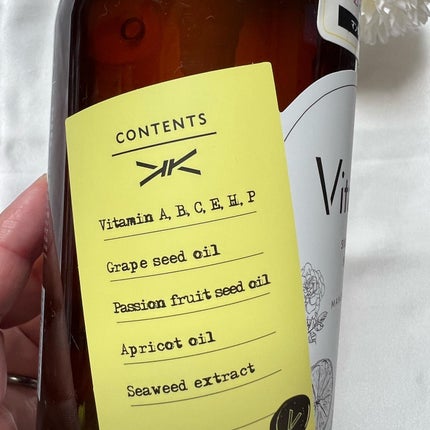 CONTENTS
Vitamin A, B, C, E, H, P
Grape seed oil
Passion fruit seed oil
Apricot oil
Seaweed extract